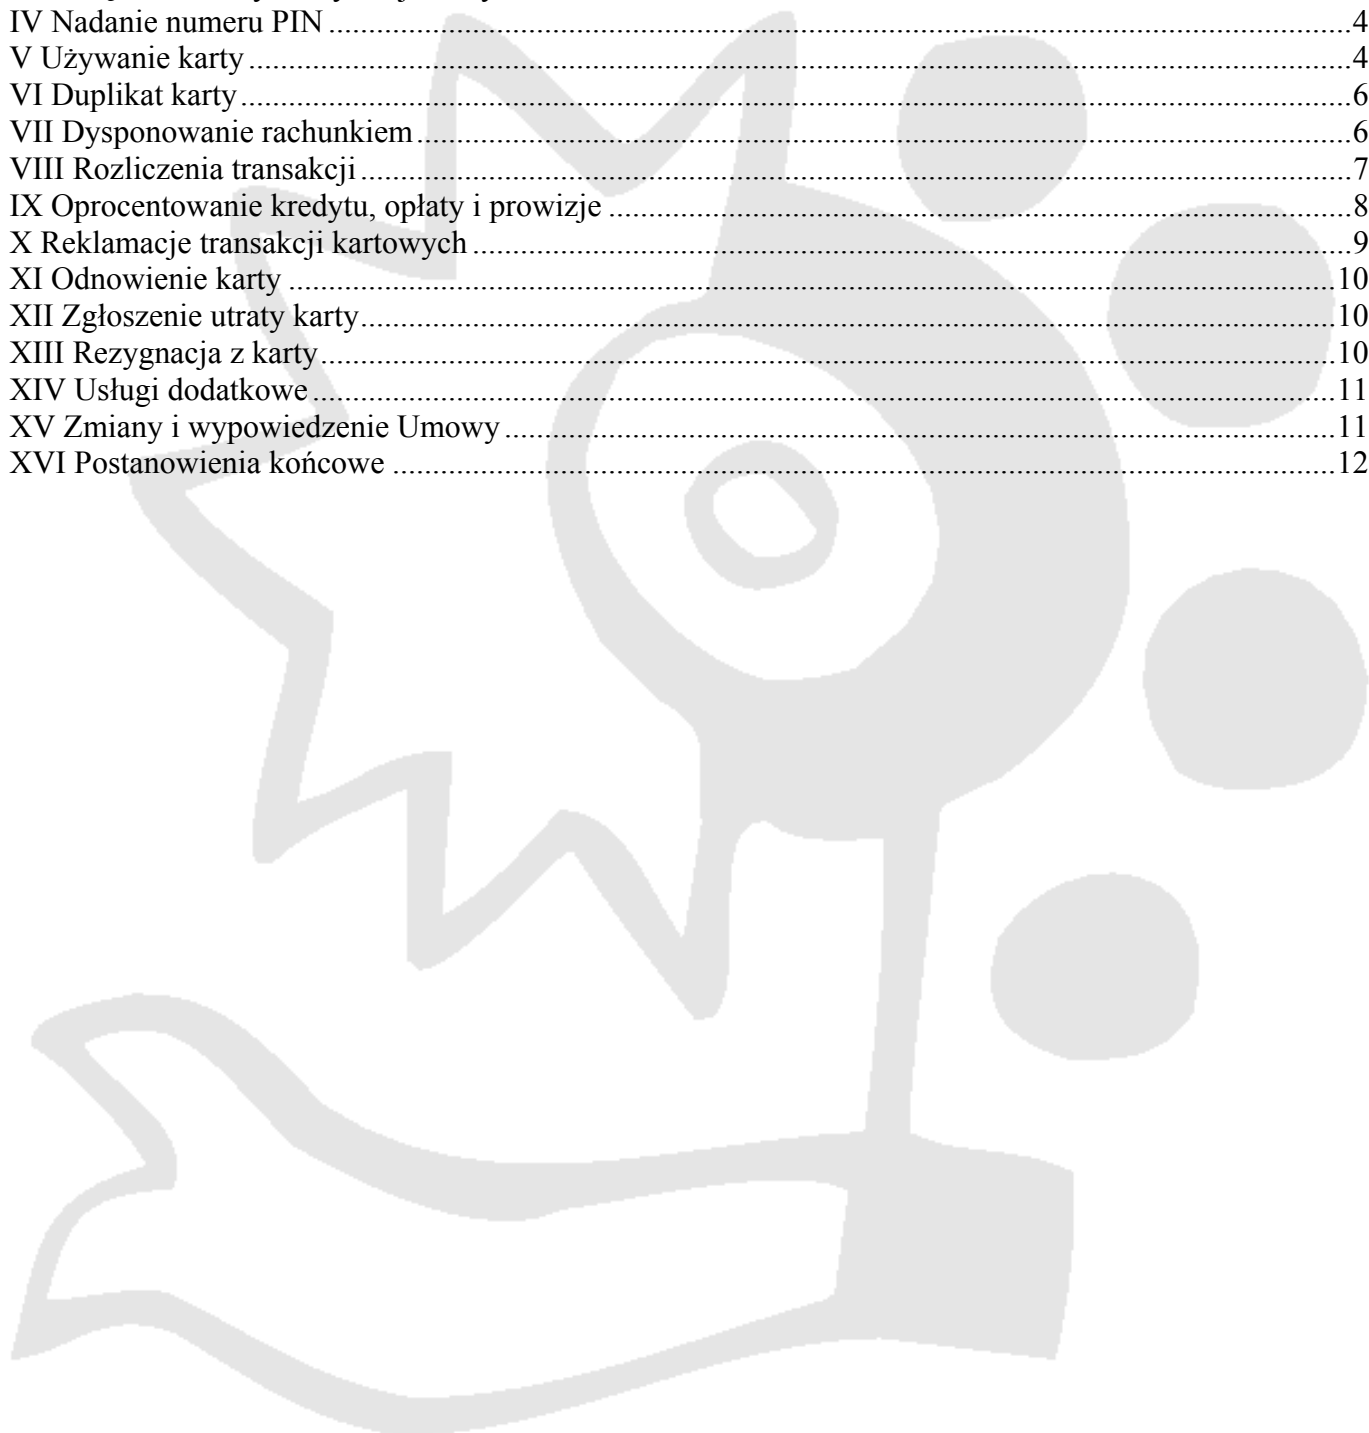 IV Nadanie numeru PIN ........................................................................................................................4
V Używanie karty ..................................................................................................................................4
VI Duplikat karty ...................................................................................................................................6
VII Dysponowanie rachunkiem ............................................................................................................6
VIII Rozliczenia transakcji ....................................................................................................................7
IX Oprocentowanie kredytu, opłaty i prowizje .....................................................................................8
X Reklamacje transakcji kartowych ......................................................................................................9
XI Odnowienie karty ...........................................................................................................................10
XII Zgłoszenie utraty karty ..................................................................................................................10
XIII Rezygnacja z karty .......................................................................................................................10
XIV Usługi dodatkowe ........................................................................................................................11
XV Zmiany i wypowiedzenie Umowy ................................................................................................11
XVI Postanowienia końcowe ..............................................................................................................12